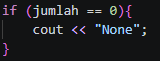 if (jumlah == 0){
    cout << "None";
}